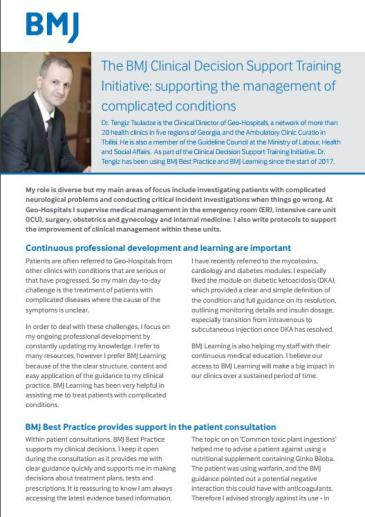 BMJ
The BMJ Clinical Decision Support Training
Initiative: supporting the management of
complicated conditions
Dr. Tengiz Tsuladze is the Clinical Director of Geo-Hospitals, a network of more than
20 health clinics in five regions of Georgia, and the Ambulatory Clinic Curatio in
Tbilisi. He is also a member of the Guideline Council at the Ministry of Labour, Health
and Social Affairs. As part of the Clinical Decision Support Training Initiative, Dr.
Tengiz has been using BMJ Best Practice and BMJ Learning since the start of 2017.
My role is diverse but my main areas of focus include investigating patients with complicated
neurological problems and conducting critical incident investigations when things go wrong. At
Geo-Hospitals I supervise medical management in the emergency room (ER), intensive care unit
(ICU), surgery, obstetrics and gynecology and internal medicine. I also write protocols to support
the improvement of clinical management within these units.
Continuous professional development and learning are important
Patients are often referred to Geo-Hospitals from
other clinics with conditions that are serious or
that have progressed. So my main day-to-day
challenge is the treatment of patients with
complicated diseases where the cause of the
symptoms is unclear.
In order to deal with these challenges, I focus on
my ongoing professional development by
constantly updating my knowledge. I refer to
many resources, however I prefer BMJ Learning
because of the the clear structure, content and
easy application of the guidance to my clinical
practice. BMJ Learning has been very helpful in
assisting me to treat patients with complicated
conditions.
I have recently referred to the mycotoxins,
cardiology and diabetes modules. I especially
liked the module on diabetic ketoacidosis (DKA),
which provided a clear and simple definition of
the condition and full guidance on its resolution,
outlining monitoring details and insulin dosage,
especially transition from intravenous to
subcutaneous injection once DKA has resolved.
BMJ Learning is also helping my staff with their
continuous medical education. I believe our
access to BMJ Learning will make a big impact in
our clinics over a sustained period of time.
BMJ Best Practice provides support in the patient consultation
Within patient consultations, BMJ Best Practice
supports my clinical decisions. I keep it open
during the consultation as it provides me with
clear guidance quickly and supports me in making
decisions about treatment plans, tests and
prescriptions. It is reassuring to know I am always
accessing the latest evidence based information.
The topic on on 'Common toxic plant ingestions'
helped me to advise a patient against using a
nutritional supplement containing Ginko Biloba.
The patient was using warfarin, and the BMJ
guidance pointed out a potential negative
interaction this could have with anticoagulants.
Therefore I advised strongly against its use - in